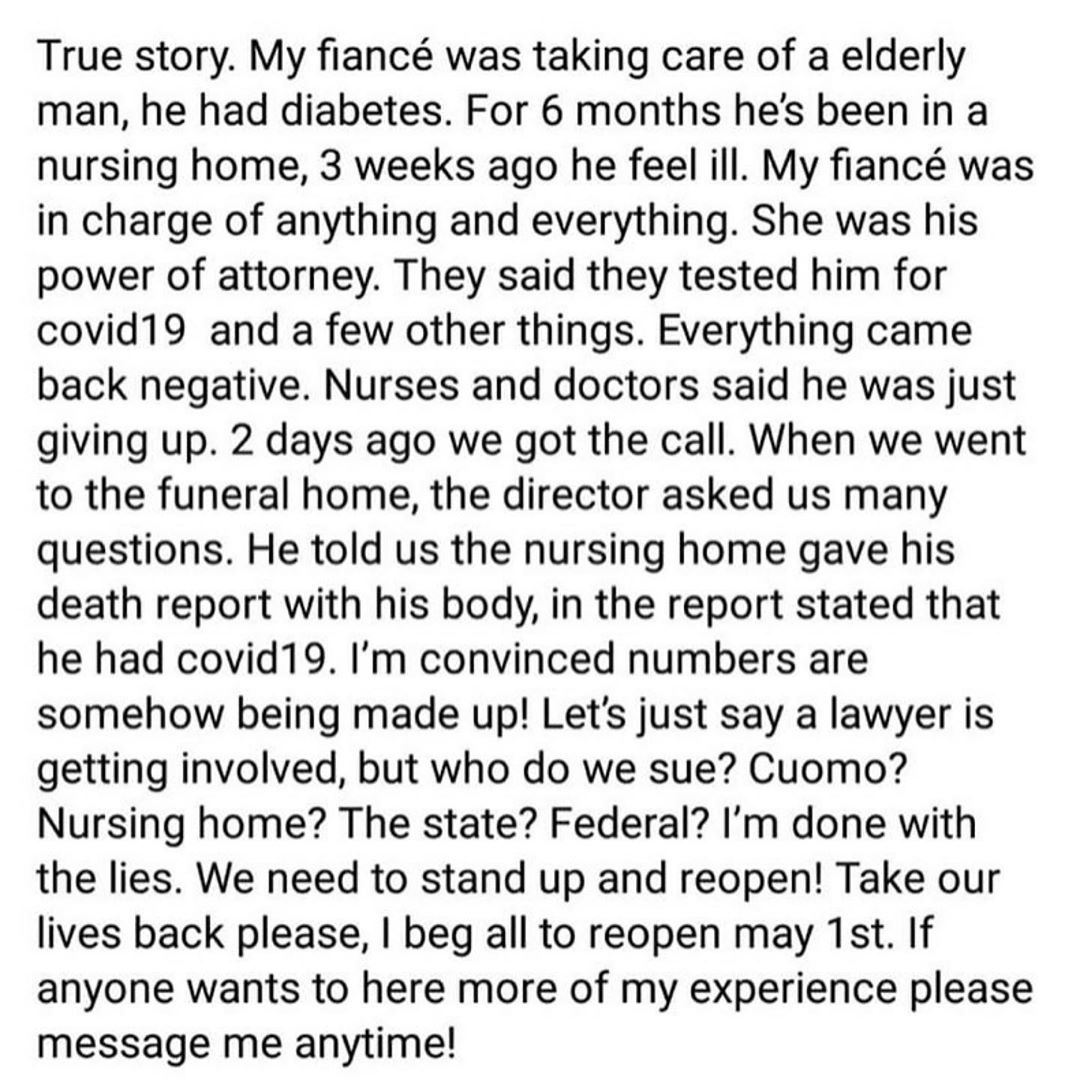 True story. My fiancé was taking care of a elderly
man, he had diabetes. For 6 months he's been in a
nursing home, 3 weeks ago he feel ill. My fiancé was
in charge of anything and everything. She was his
power of attorney. They said they tested him for
covid19  and a few other things. Everything came
back negative. Nurses and doctors said he was just
giving up. 2 days ago we got the call. When we went
to the funeral home, the director asked us many
questions. He told us the nursing home gave his
death report with his body, in the report stated that
he had covid19. I'm convinced numbers are
somehow being made up! Let's just say a lawyer is
getting involved, but who do we sue? Cuomo?
Nursing home? The state? Federal? I'm done with
the lies. We need to stand up and reopen! Take our
lives back please, I beg all to reopen may 1st. If
anyone wants to here more of my experience please
message me anytime!